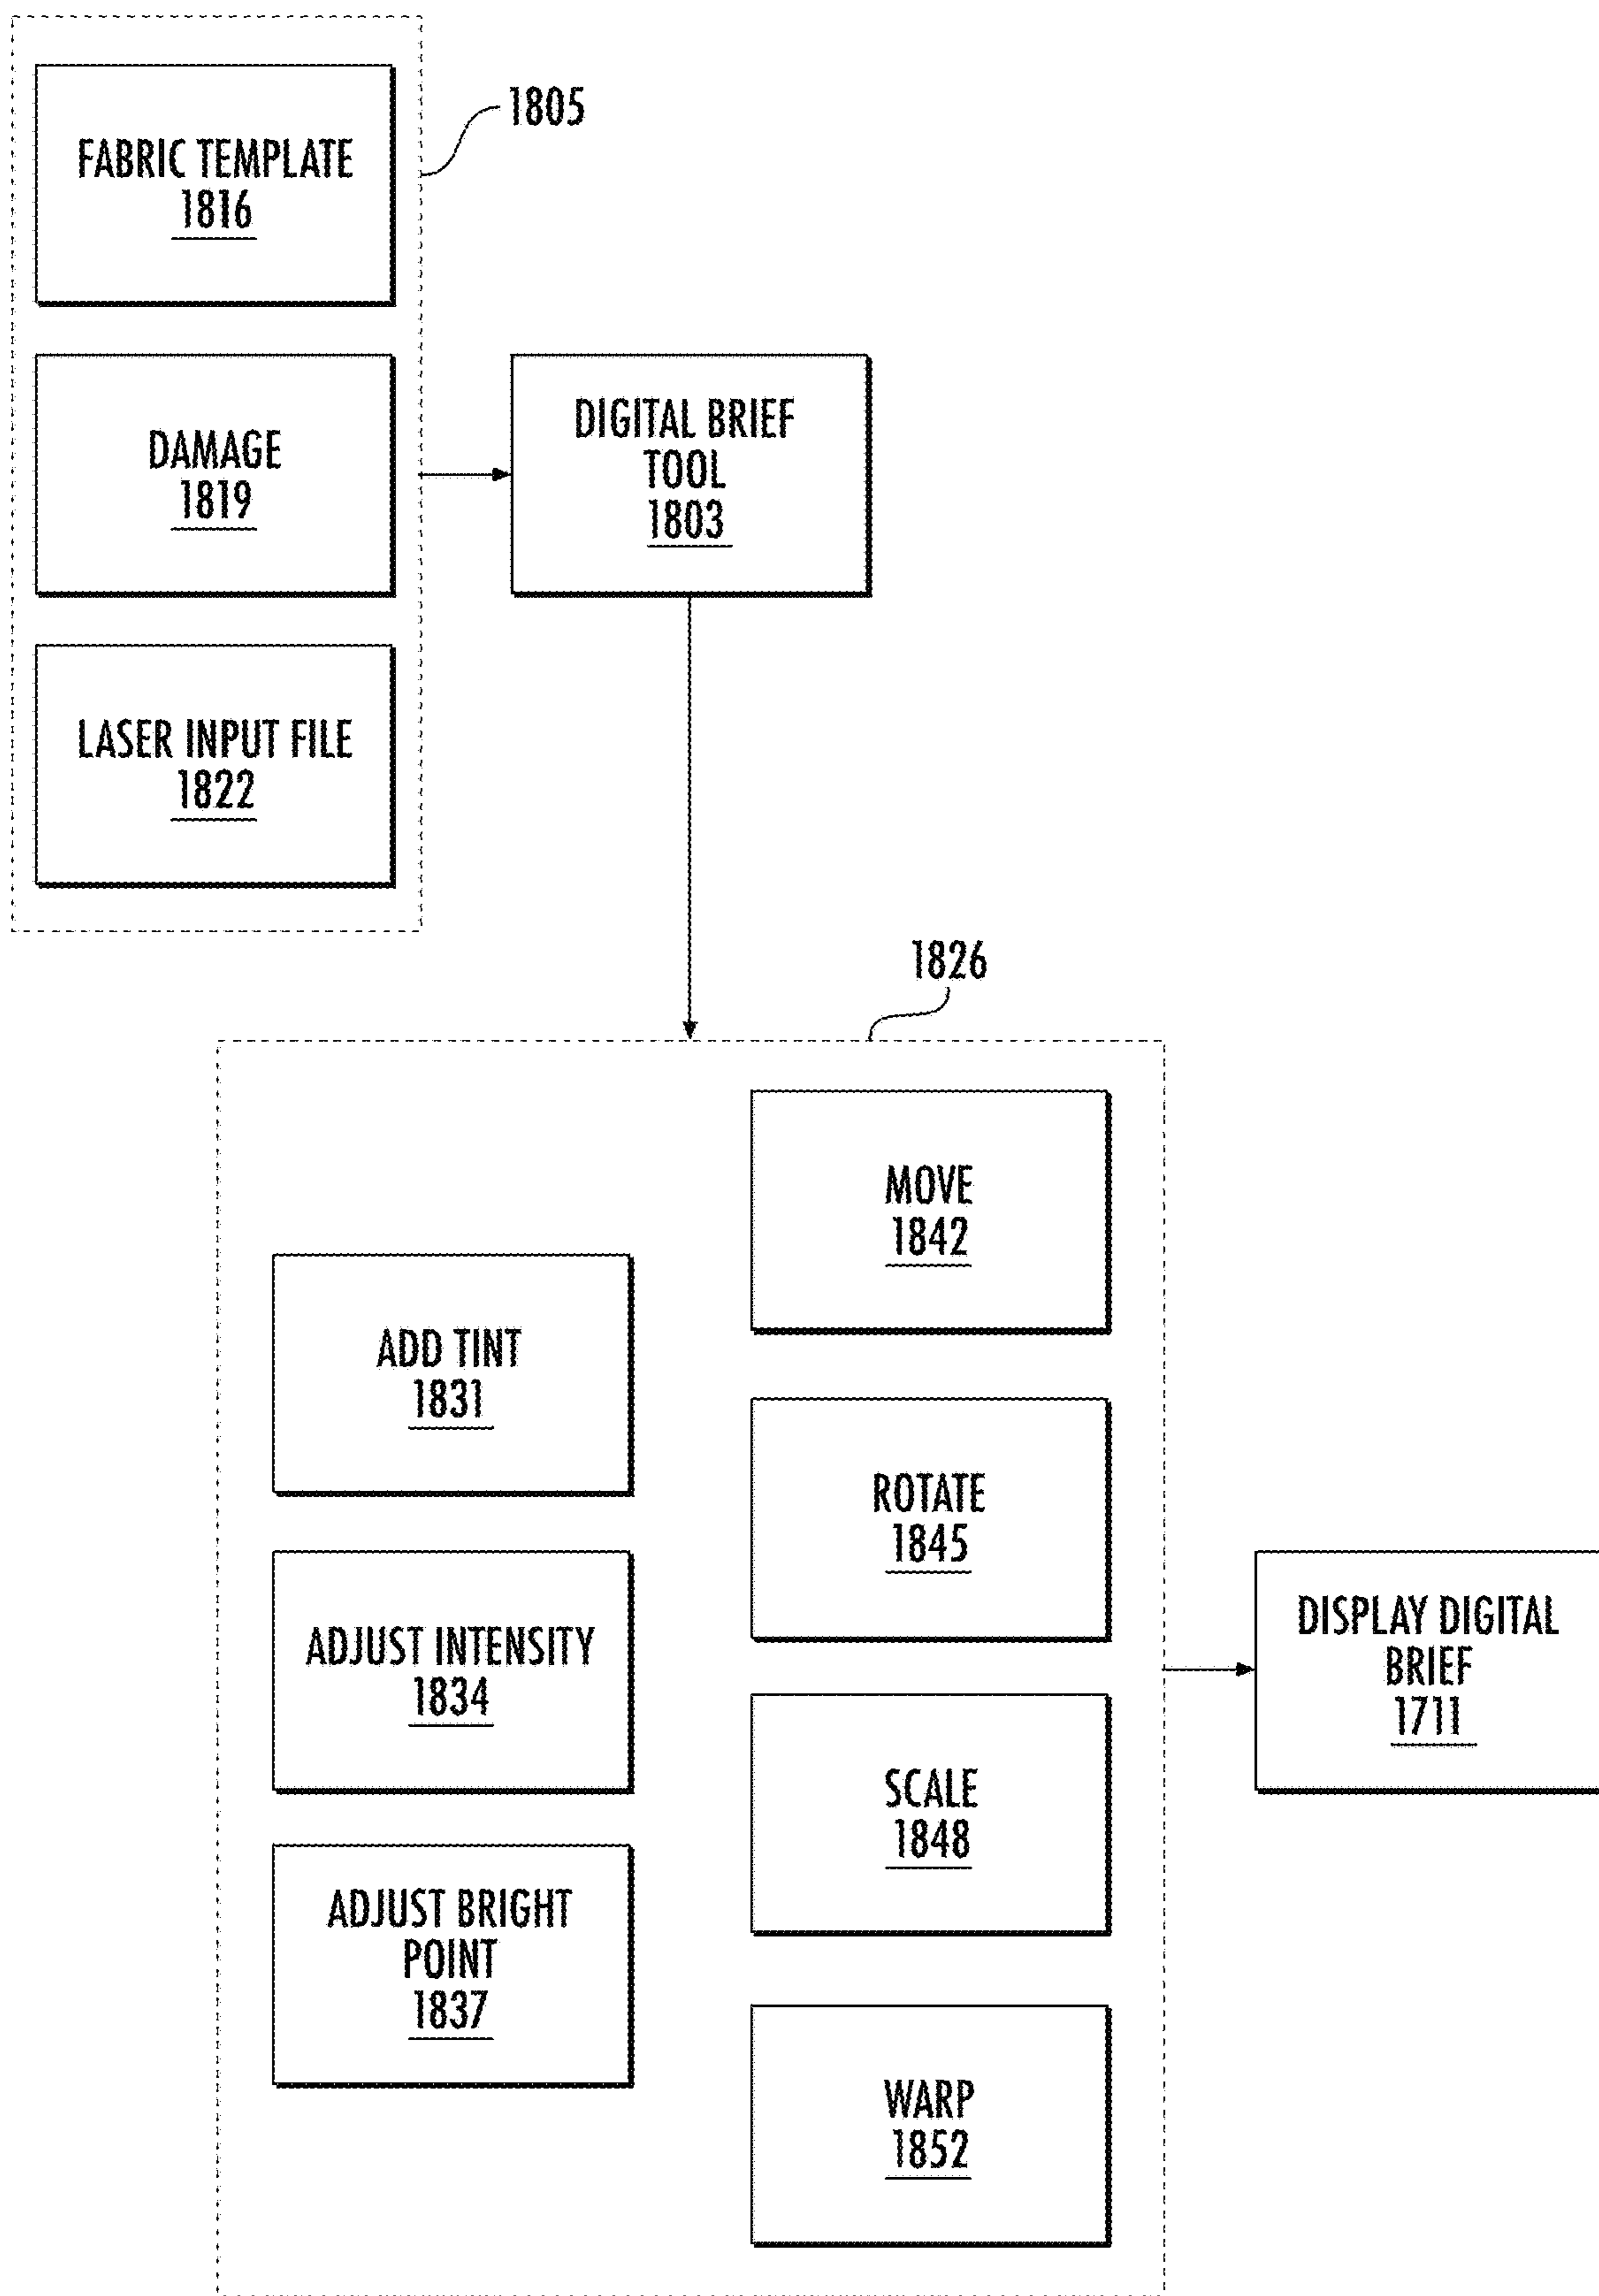 FABRIC TEMPLATE
1816
1805
DAMAGE
1819
DIGITAL BRIEF
TOOL
1803
LASER INPUT FILE
1822
1826
MOVE
1842
ADD TINT
1831
ROTATE
1845
ADJUST INTENSITY
1834
SCALE
1848
DISPLAY DIGITAL
BRIEF
1711
ADJUST BRIGHT
POINT
1837
WARP
1852